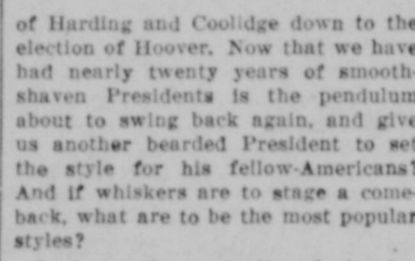 of Harding and Coolidge down to the
election of Hoover. Now that we have
had nearly twenty years of smooth-
shaven Presidents is the pendulum
about to swing back again, and give
us another bearded President to set
the style for his fellow-Americans?
And if whiskers are to stage a come-
back, what are to be the most popular
styles?